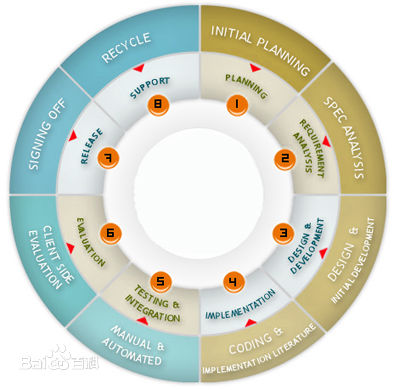 INITIAL PLANNING
PLANNING
1
SPEC ANALYSIS
REQUIREMENT
ANALYSIS
2
DESIGN &
INITIAL DEVELOPMENT
DESIGN &
DEVELOPMENT
3
CODING &
IMPLEMENTATION LITERATURE
IMPLEMENTATION
4
MANUAL &
AUTOMATED
TESTING &
INTEGRATION
5
CLIENT SIDE
EVALUATION
EVALUATION
6
SIGNING OFF
RELEASE
7
RECYCLE
SUPPORT
8
Bai百科